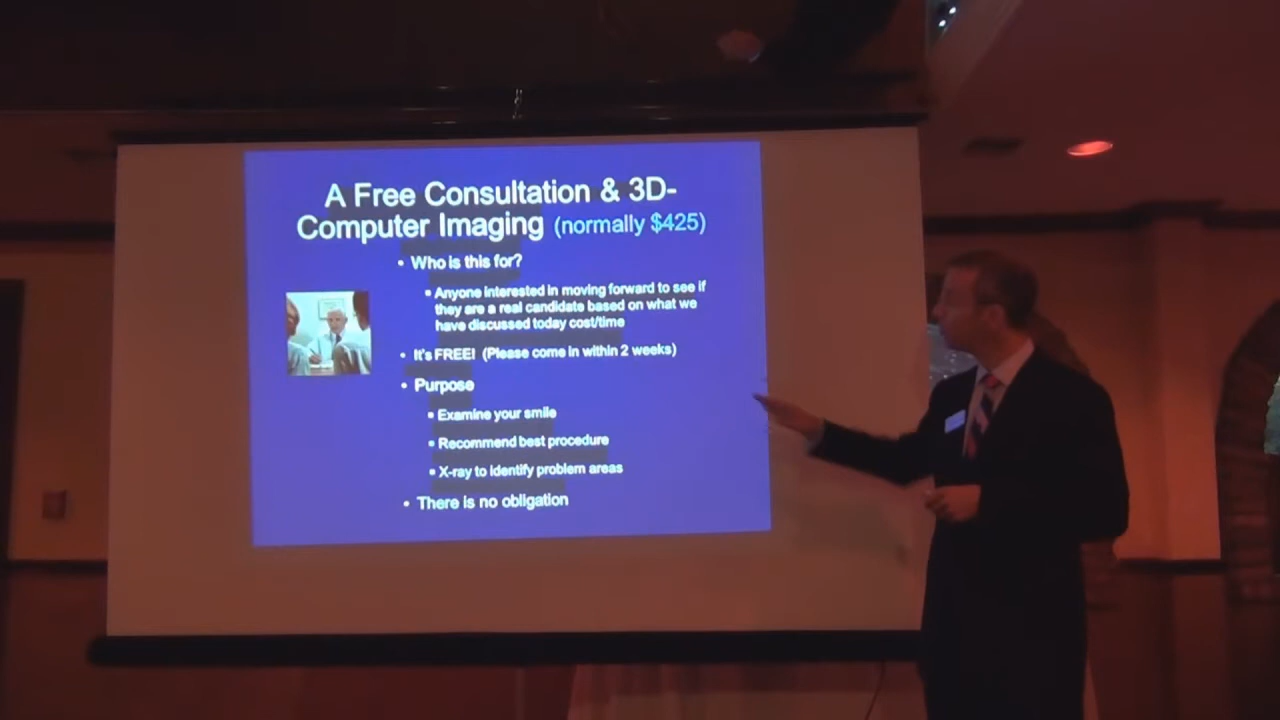 A Free Consultation & 3D-
Computer Imaging (normally $425)
• Who is this for?
▪ Anyone interested in moving forward to see if
they are a real candidate based on what we
have discussed today cost/time
• It's FREE! (Please come in within 2 weeks)
• Purpose
▪ Examine your smile
▪ Recommend best procedure
▪ X-ray to identify problem areas
• There is no obligation